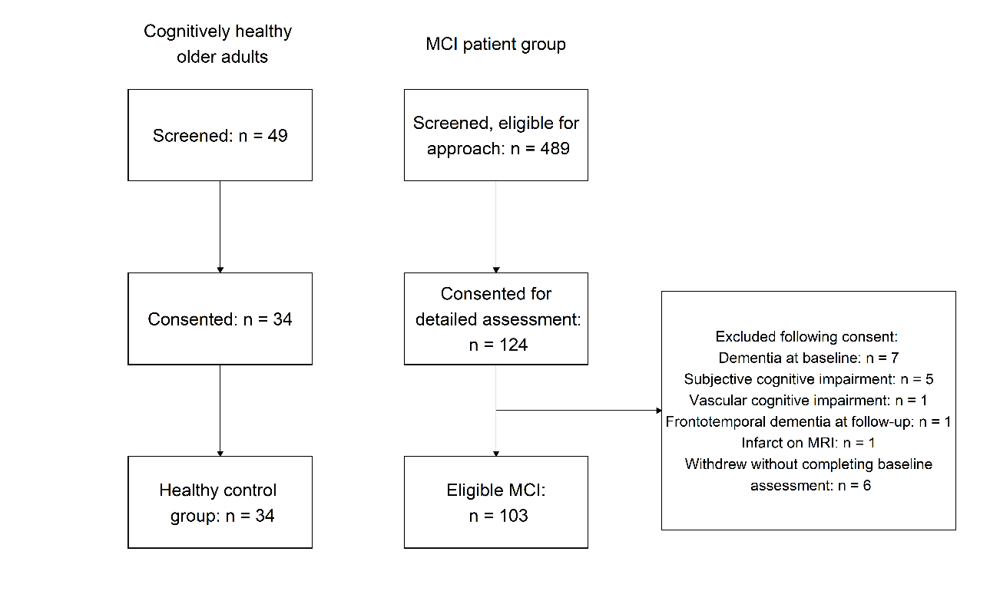 Cognitively healthy
older adults
MCI patient group
Screened: n = 49
Screened, eligible for
approach: n = 489
Consented: n = 34
Consented for
detailed assessment:
n = 124
Excluded following consent:
Dementia at baseline: n = 7
Subjective cognitive impairment: n = 5
Vascular cognitive impairment: n = 1
Frontotemporal dementia at follow-up: n = 1
Infarct on MRI: n = 1
Withdrew without completing baseline
assessment: n = 6
Healthy control
group: n = 34
Eligible MCI:
n = 103